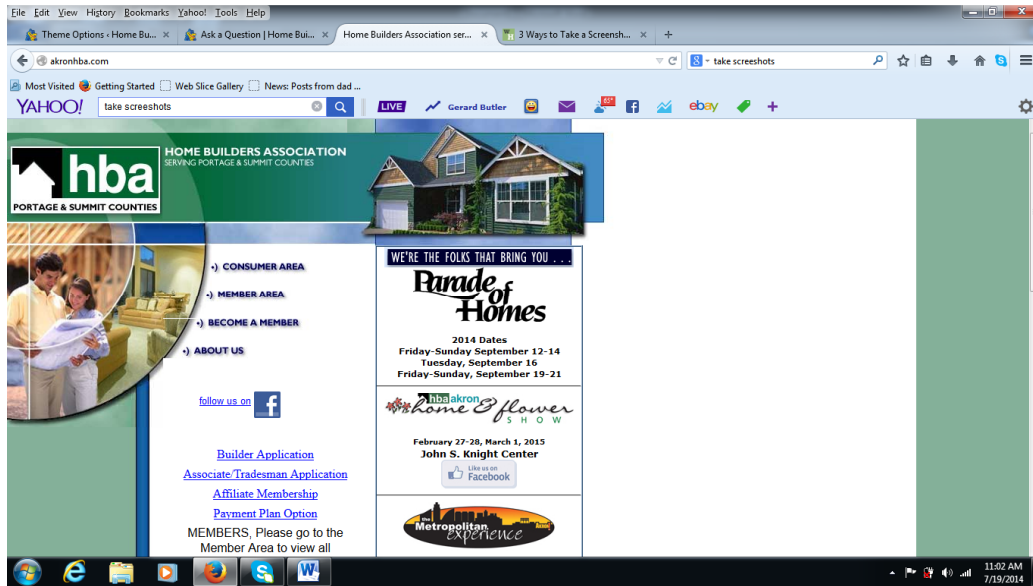 File Edit View History Bookmarks Yahoo! Tools Help
Theme Options ‹ Home Bu... × Ask a Question | Home Bui... × Home Builders Association ser... × 3 Ways to Take a Screensh... × +
akronhba.com take screeshots
Most Visited Getting Started Web Slice Gallery News: Posts from dad ...
YAHOO! take screeshots LIVE Gerard Butler 65° ebay +
HOME BUILDERS ASSOCIATION
SERVING PORTAGE & SUMMIT COUNTIES
hba
PORTAGE & SUMMIT COUNTIES
•) CONSUMER AREA
•) MEMBER AREA
•) BECOME A MEMBER
•) ABOUT US
follow us on
Builder Application
Associate/Tradesman Application
Affiliate Membership
Payment Plan Option
MEMBERS, Please go to the
Member Area to view all
WE'RE THE FOLKS THAT BRING YOU . . .
Parade
of
Homes
2014 Dates
Friday-Sunday September 12-14
Tuesday, September 16
Friday-Sunday, September 19-21
hba akron
home & flower
SHOW
February 27-28, March 1, 2015
John S. Knight Center
Like us on
Facebook
the
Metropolitan
experience
11:02 AM
7/19/2014